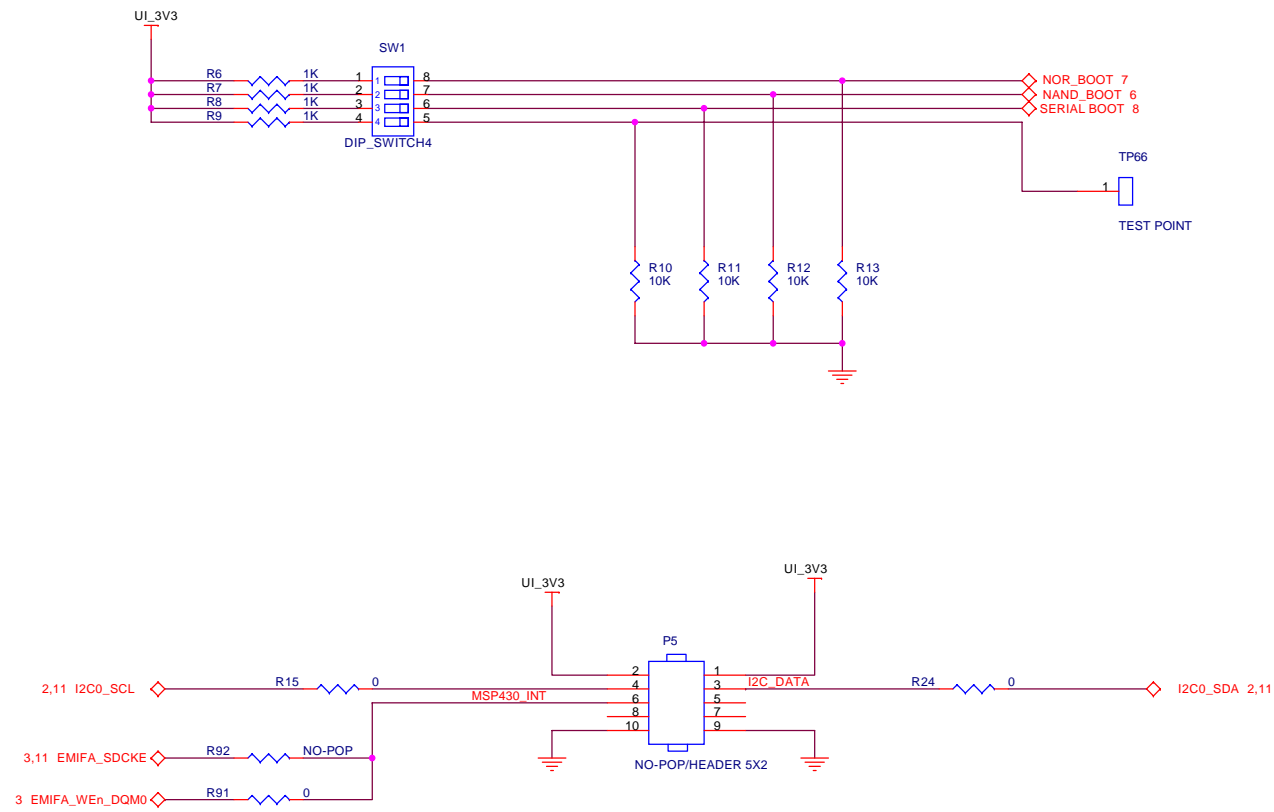 UI_3V3
SW1
R6 1K 1 1 8 NOR_BOOT 7
R7 1K 2 2 7 NAND_BOOT 6
R8 1K 3 3 6 SERIAL BOOT 8
R9 1K 4 4 5
DIP_SWITCH4
TP66
1
TEST POINT
R10 R11 R12 R13
10K 10K 10K 10K
UI_3V3 UI_3V3
P5
2 1
2,11 I2C0_SCL R15 0 4 3 I2C_DATA R24 0 I2C0_SDA 2,11
MSP430_INT 6 5
8 7
10 9
3,11 EMIFA_SDCKE R92 NO-POP
NO-POP/HEADER 5X2
3 EMIFA_WEn_DQM0 R91 0